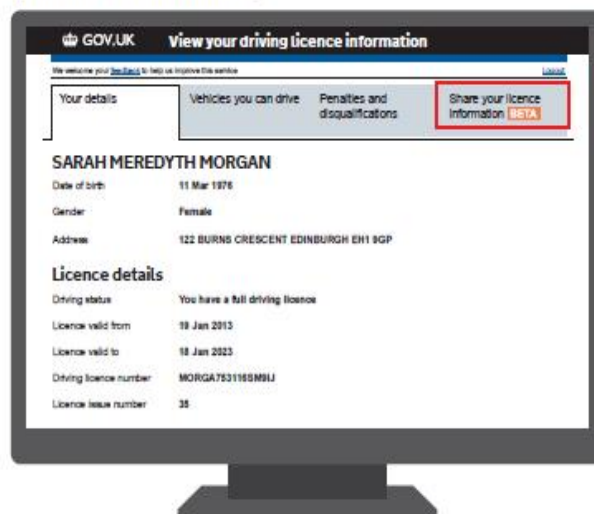 GOV.UK View your driving licence information
We welcome your feedback to help us improve this service Logout
Your details Vehicles you can drive Penalties and disqualifications Share your licence information BETA
SARAH MEREDYTH MORGAN
Date of birth 11 Mar 1976
Gender Female
Address 122 BURNS CRESCENT EDINBURGH EH1 9GP
Licence details
Driving status You have a full driving licence
Licence valid from 19 Jan 2013
Licence valid to 18 Jan 2023
Driving licence number MORGA753116SM9IJ
Licence issue number 35